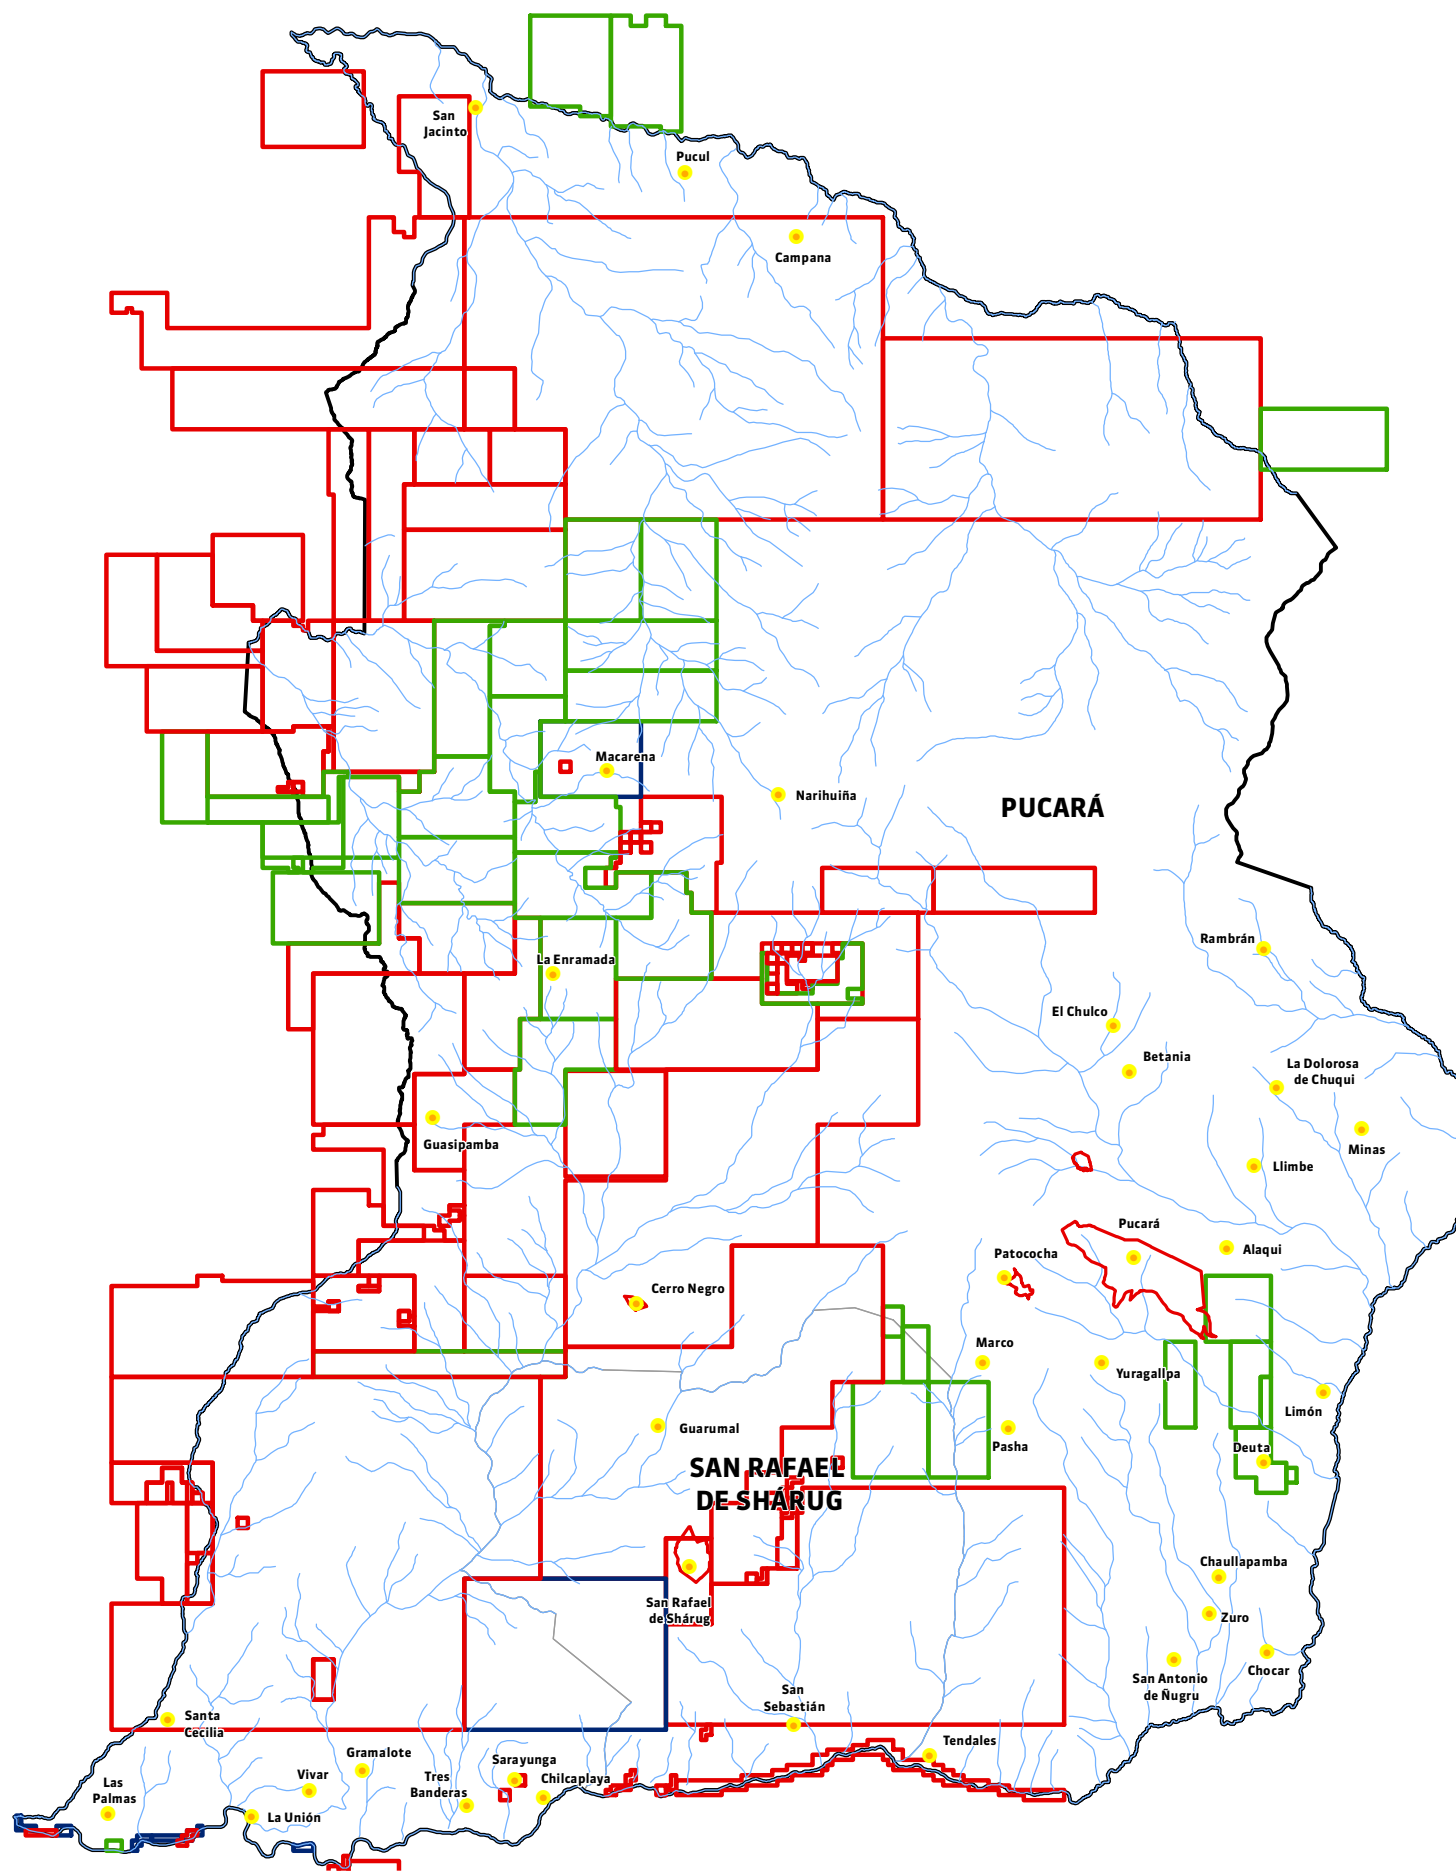 San
Jacinto
Pucul
Campana
Macarena
Narihuiña
PUCARÁ
Rambrán
La Enramada
El Chulco
Betania
La Dolorosa
de Chuqui
Guasipamba
Minas
Llimbe
Pucará
Alaqui
Patococha
Cerro Negro
Marco
Yuragallpa
Limón
Guarumal
Pasha
Deuta
SAN RAFAEL
DE SHÁRUG
Chaullapamba
San Rafael
de Shárug
Zuro
San Antonio
de Ñugru
Chocar
San
Sebastián
Santa
Cecilia
Tendales
Gramalote
Sarayunga
Vivar
Tres
Banderas
Chilcaplaya
Las
Palmas
La Unión